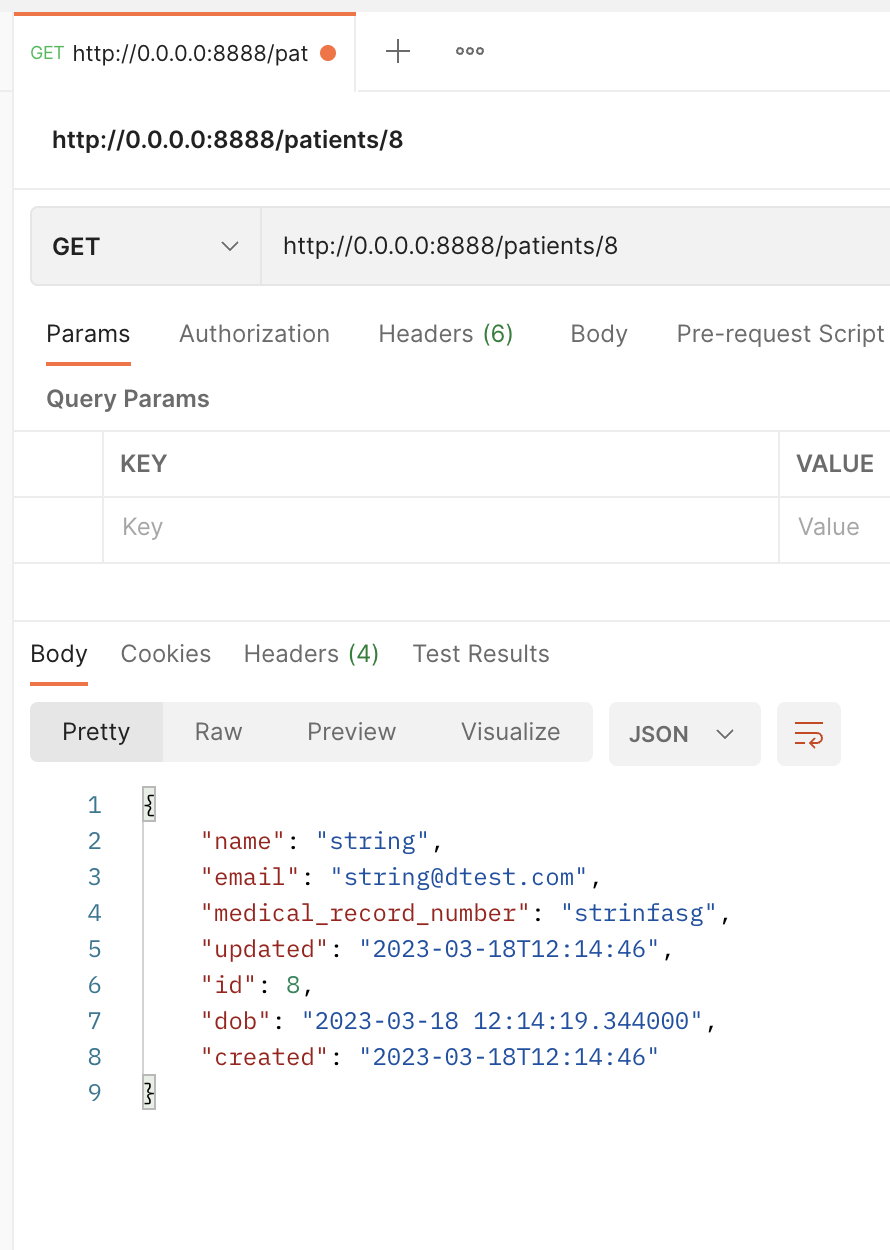 GET http://0.0.0.0:8888/pat
http://0.0.0.0:8888/patients/8
GET http://0.0.0.0:8888/patients/8
Params Authorization Headers (6) Body Pre-request Script
Query Params
KEY VALUE
Key Value
Body Cookies Headers (4) Test Results
Pretty Raw Preview Visualize JSON
1 {
2 "name": "string",
3 "email": "string@dtest.com",
4 "medical_record_number": "strinfasg",
5 "updated": "2023-03-18T12:14:46",
6 "id": 8,
7 "dob": "2023-03-18 12:14:19.344000",
8 "created": "2023-03-18T12:14:46"
9 }